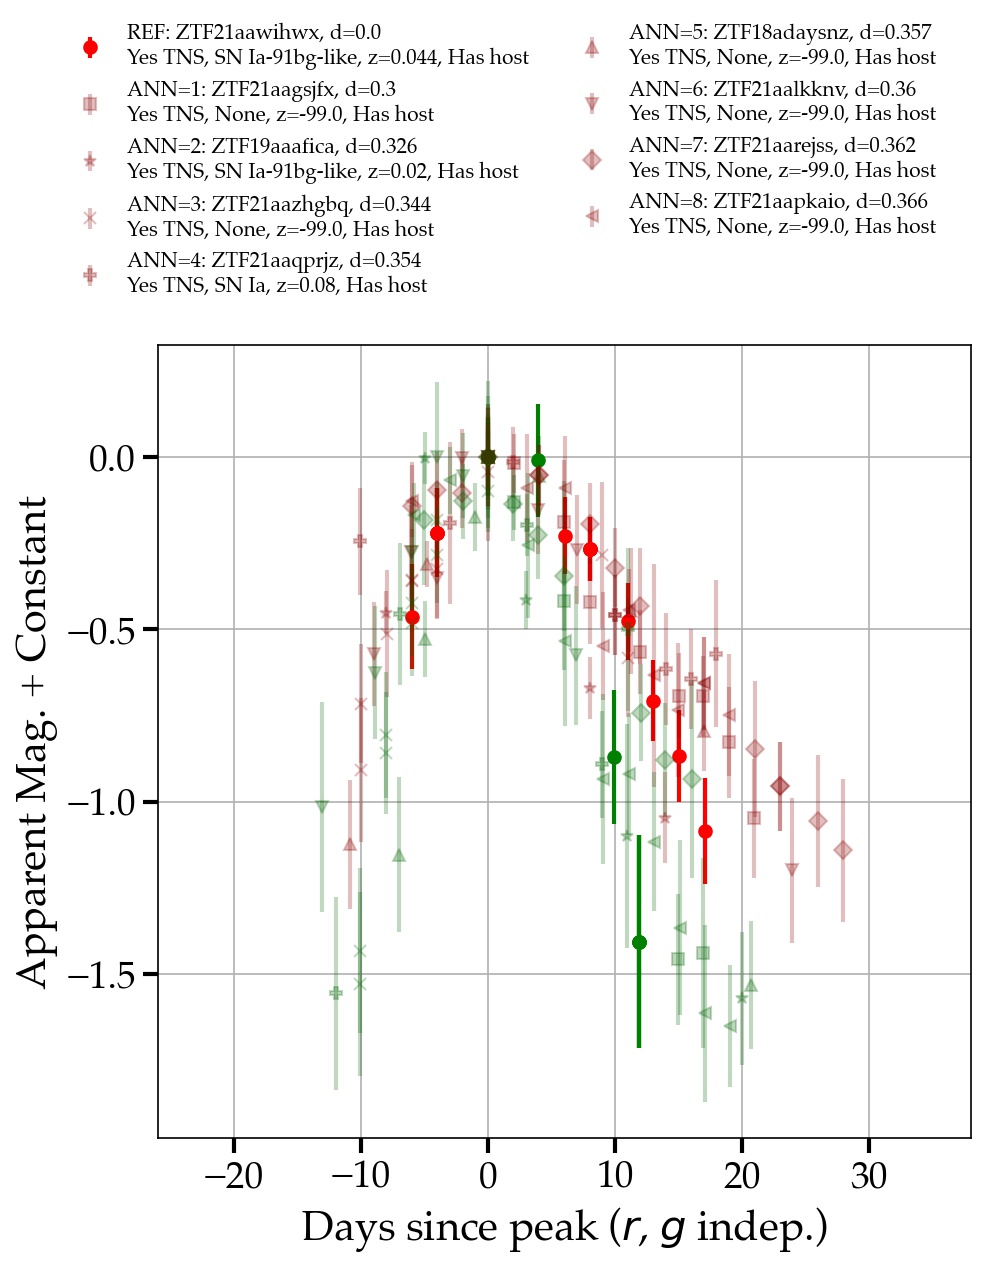 REF: ZTF21aawihwx, d=0.0
Yes TNS, SN Ia-91bg-like, z=0.044, Has host
ANN=1: ZTF21aagsjfx, d=0.3
Yes TNS, None, z=-99.0, Has host
ANN=2: ZTF19aaafica, d=0.326
Yes TNS, SN Ia-91bg-like, z=0.02, Has host
ANN=3: ZTF21aazhgbq, d=0.344
Yes TNS, None, z=-99.0, Has host
ANN=4: ZTF21aaqprjz, d=0.354
Yes TNS, SN Ia, z=0.08, Has host
ANN=5: ZTF18adaysnz, d=0.357
Yes TNS, None, z=-99.0, Has host
ANN=6: ZTF21aalkknv, d=0.36
Yes TNS, None, z=-99.0, Has host
ANN=7: ZTF21aarejss, d=0.362
Yes TNS, None, z=-99.0, Has host
ANN=8: ZTF21aapkaio, d=0.366
Yes TNS, None, z=-99.0, Has host
Apparent Mag. + Constant
0.0
−0.5
−1.0
−1.5
−20 −10 0 10 20 30
Days since peak (r, g indep.)